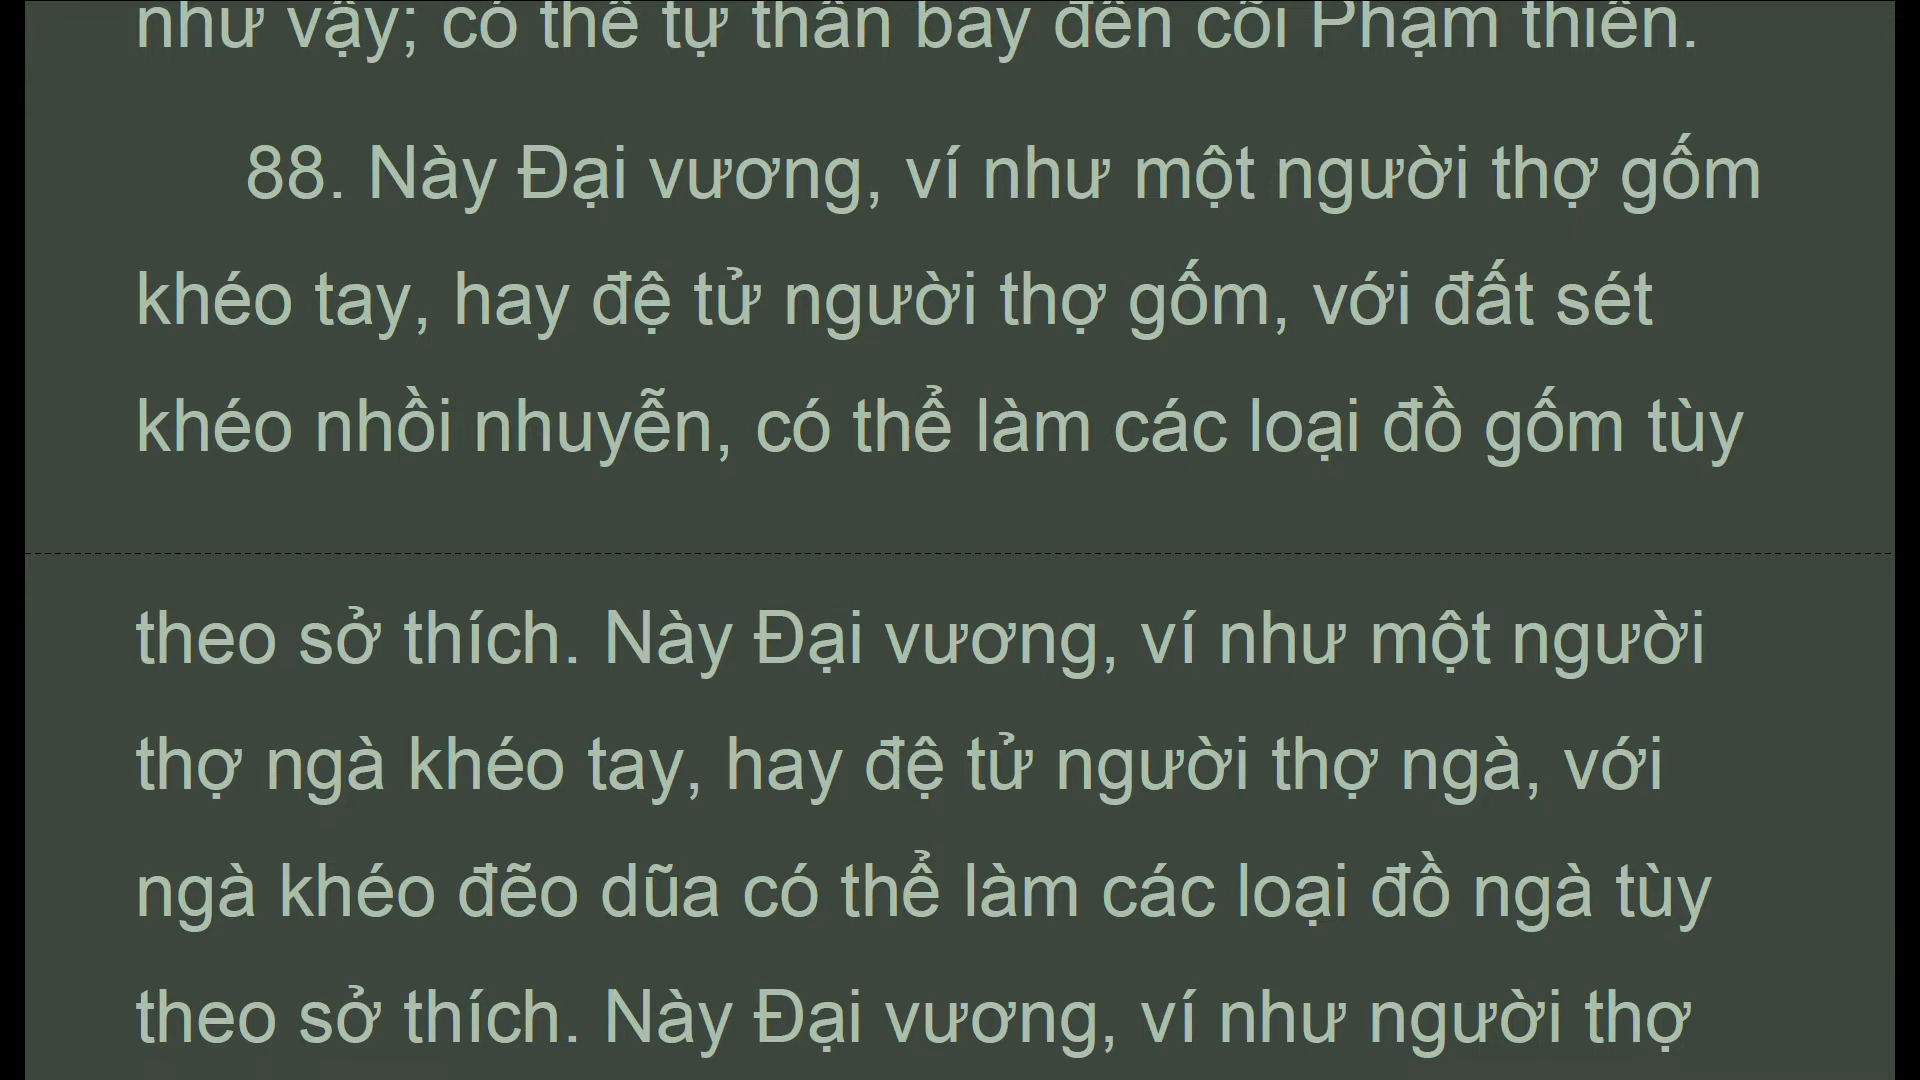 như vậy; có thể tự thân bay đến cõi Phạm thiên.
88. Này Đại vương, ví như một người thợ gốm
khéo tay, hay đệ tử người thợ gốm, với đất sét
khéo nhồi nhuyễn, có thể làm các loại đồ gốm tùy
theo sở thích. Này Đại vương, ví như một người
thợ ngà khéo tay, hay đệ tử người thợ ngà, với
ngà khéo đẽo dũa có thể làm các loại đồ ngà tùy
theo sở thích. Này Đại vương, ví như người thợ